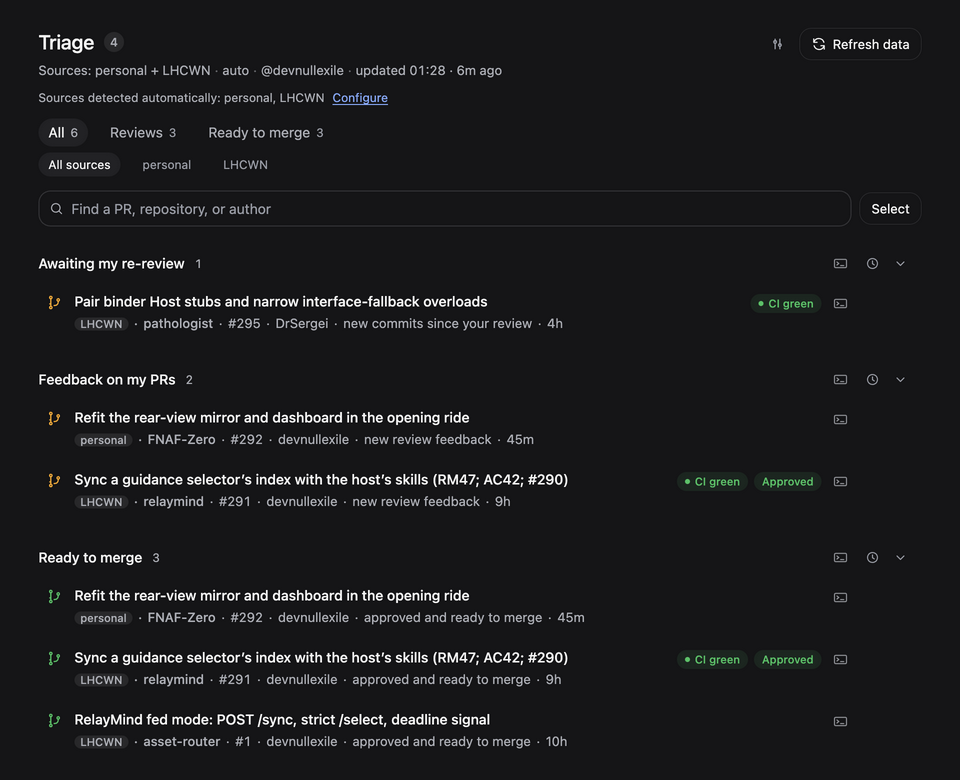 Triage 4
Refresh data
Sources: personal + LHCWN · auto · @devnullexile · updated 01:28 · 6m ago
Sources detected automatically: personal, LHCWN Configure
All 6 Reviews 3 Ready to merge 3
All sources personal LHCWN
Find a PR, repository, or author
Select
Awaiting my re-review 1
Pair binder Host stubs and narrow interface-fallback overloads
CI green
LHCWN · pathologist · #295 · DrSergei · new commits since your review · 4h
Feedback on my PRs 2
Refit the rear-view mirror and dashboard in the opening ride
personal · FNAF-Zero · #292 · devnullexile · new review feedback · 45m
Sync a guidance selector’s index with the host’s skills (RM47; AC42; #290)
CI green Approved
LHCWN · relaymind · #291 · devnullexile · new review feedback · 9h
Ready to merge 3
Refit the rear-view mirror and dashboard in the opening ride
personal · FNAF-Zero · #292 · devnullexile · approved and ready to merge · 45m
Sync a guidance selector’s index with the host’s skills (RM47; AC42; #290)
CI green Approved
LHCWN · relaymind · #291 · devnullexile · approved and ready to merge · 9h
RelayMind fed mode: POST /sync, strict /select, deadline signal
LHCWN · asset-router · #1 · devnullexile · approved and ready to merge · 10h